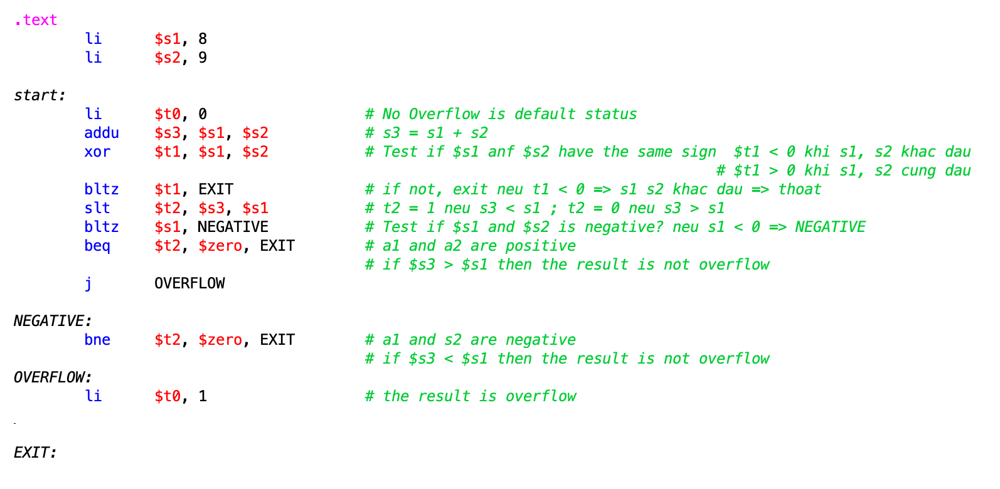 .text
li $s1, 8
li $s2, 9
start:
li $t0, 0 # No Overflow is default status
addu $s3, $s1, $s2 # s3 = s1 + s2
xor $t1, $s1, $s2 # Test if $s1 anf $s2 have the same sign $t1 < 0 khi s1, s2 khac dau
# $t1 > 0 khi s1, s2 cung dau
bltz $t1, EXIT # if not, exit neu t1 < 0 => s1 s2 khac dau => thoat
slt $t2, $s3, $s1 # t2 = 1 neu s3 < s1 ; t2 = 0 neu s3 > s1
bltz $s1, NEGATIVE # Test if $s1 and $s2 is negative? neu s1 < 0 => NEGATIVE
beq $t2, $zero, EXIT # a1 and a2 are positive
# if $s3 > $s1 then the result is not overflow
j OVERFLOW
NEGATIVE:
bne $t2, $zero, EXIT # a1 and s2 are negative
# if $s3 < $s1 then the result is not overflow
OVERFLOW:
li $t0, 1 # the result is overflow
EXIT: